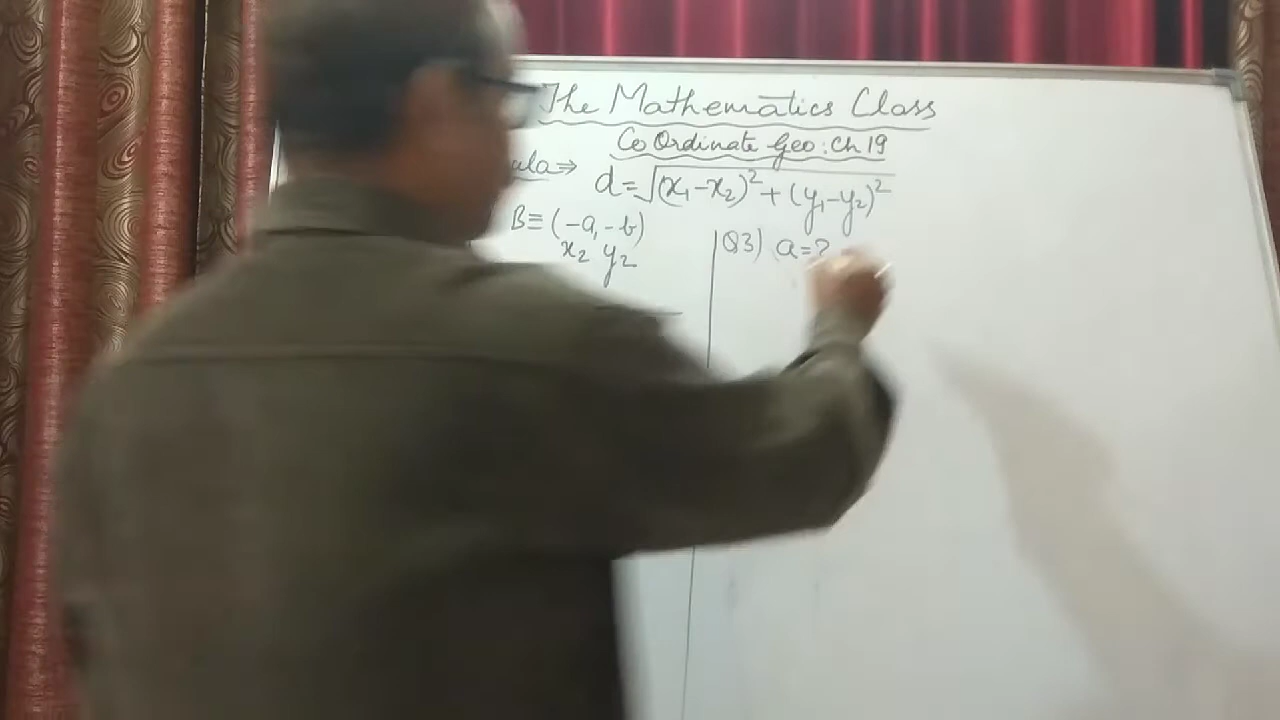 The Mathematics Class
Co Ordinate Geo: Ch 19
⇒ d=√(x₁-x₂)²+(y₁-y₂)²
B≡(-a,-b)
x₂ y₂
Q3) a=?